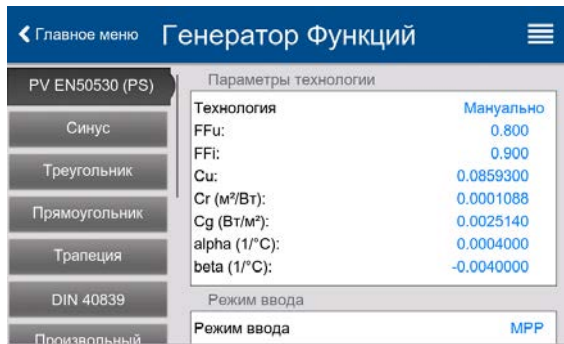 Главное меню
Генератор Функций
PV EN50530 (PS)
Синус
Треугольник
Прямоугольник
Трапеция
DIN 40839
Произвольный
Параметры технологии
Технология Мануально
FFu: 0.800
FFi: 0.900
Cu: 0.0859300
Cr (м²/Вт): 0.0001088
Cg (Вт/м²): 0.0025140
alpha (1/°C): 0.0004000
beta (1/°C): -0.0040000
Режим ввода
Режим ввода MPP